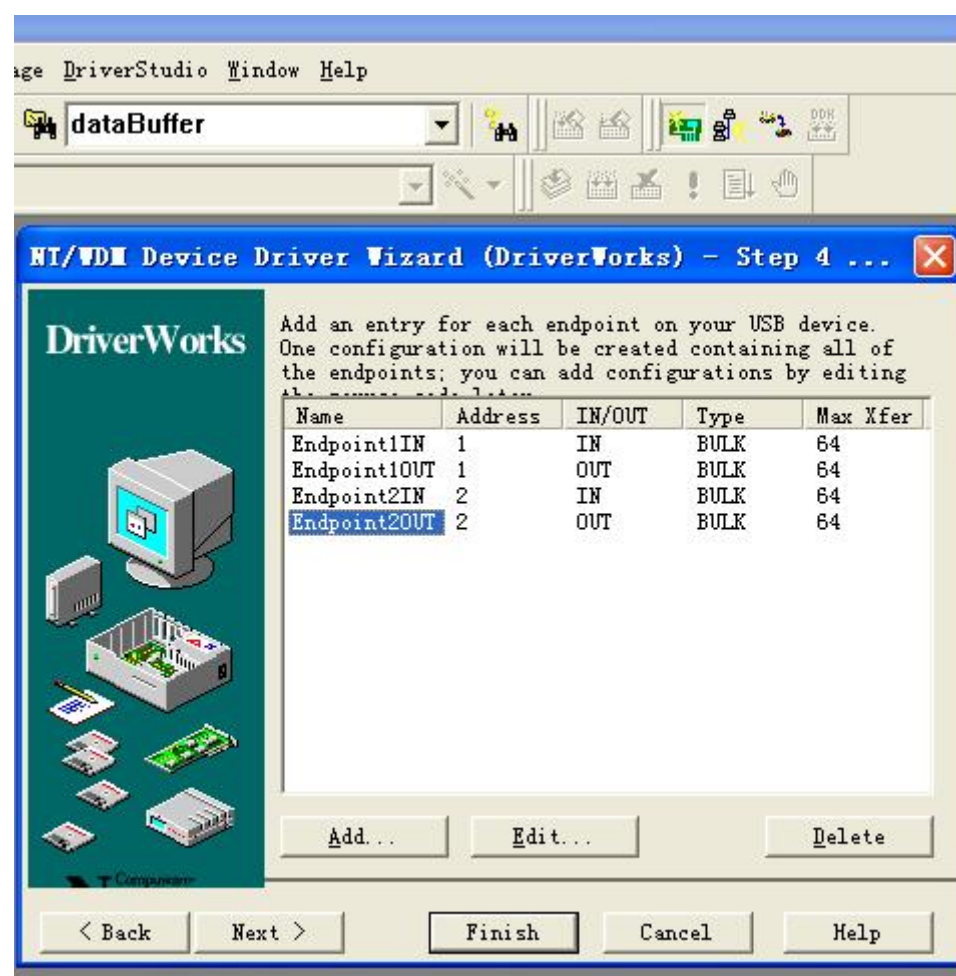 age DriverStudio Window Help
dataBuffer
DDK
NT/WDM Device Driver Wizard (DriverWorks) - Step 4 ...
DriverWorks
Add an entry for each endpoint on your USB device.
One configuration will be created containing all of
the endpoints; you can add configurations by editing
Name Address IN/OUT Type Max Xfer
Endpoint1IN 1 IN BULK 64
Endpoint1OUT 1 OUT BULK 64
Endpoint2IN 2 IN BULK 64
Endpoint2OUT 2 OUT BULK 64
Add... Edit... Delete
Compuware
< Back Next > Finish Cancel Help